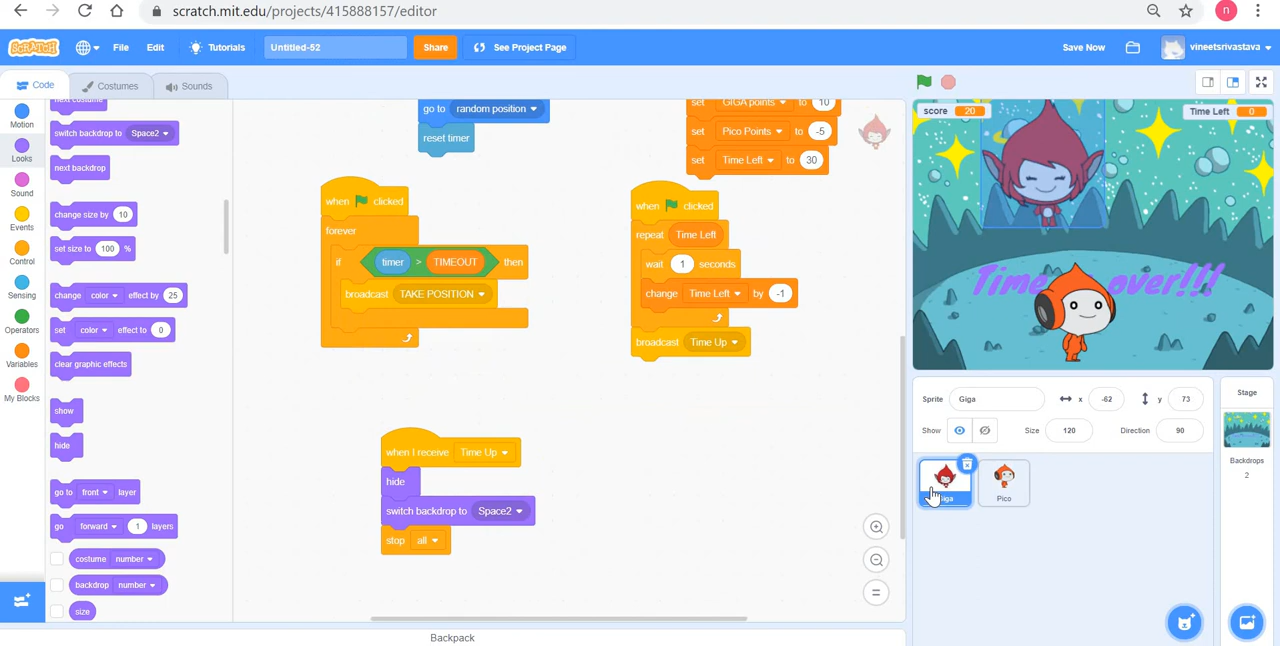 scratch.mit.edu/projects/415888157/editor
n
SCRATCH
File
Edit
Tutorials
Untitled-52
Share
See Project Page
Save Now
vineetsrivastava
Code
Costumes
Sounds
Motion
Looks
Sound
Events
Control
Sensing
Operators
Variables
My Blocks
next costume
switch backdrop to Space2
next backdrop
change size by 10
set size to 100 %
change color effect by 25
set color effect to 0
clear graphic effects
show
hide
go to front layer
go forward 1 layers
costume number
backdrop number
size
go to random position
reset timer
set GIGA points to 10
set Pico Points to -5
set Time Left to 30
when clicked
forever
if timer > TIMEOUT then
broadcast TAKE POSITION
when clicked
repeat Time Left
wait 1 seconds
change Time Left by -1
broadcast Time Up
when I receive Time Up
hide
switch backdrop to Space2
stop all
Backpack
score 20
Time Left 0
Time over!!!
Sprite Giga x -62 y 73
Show Size 120 Direction 90
Giga
Pico
Stage
Backdrops
2